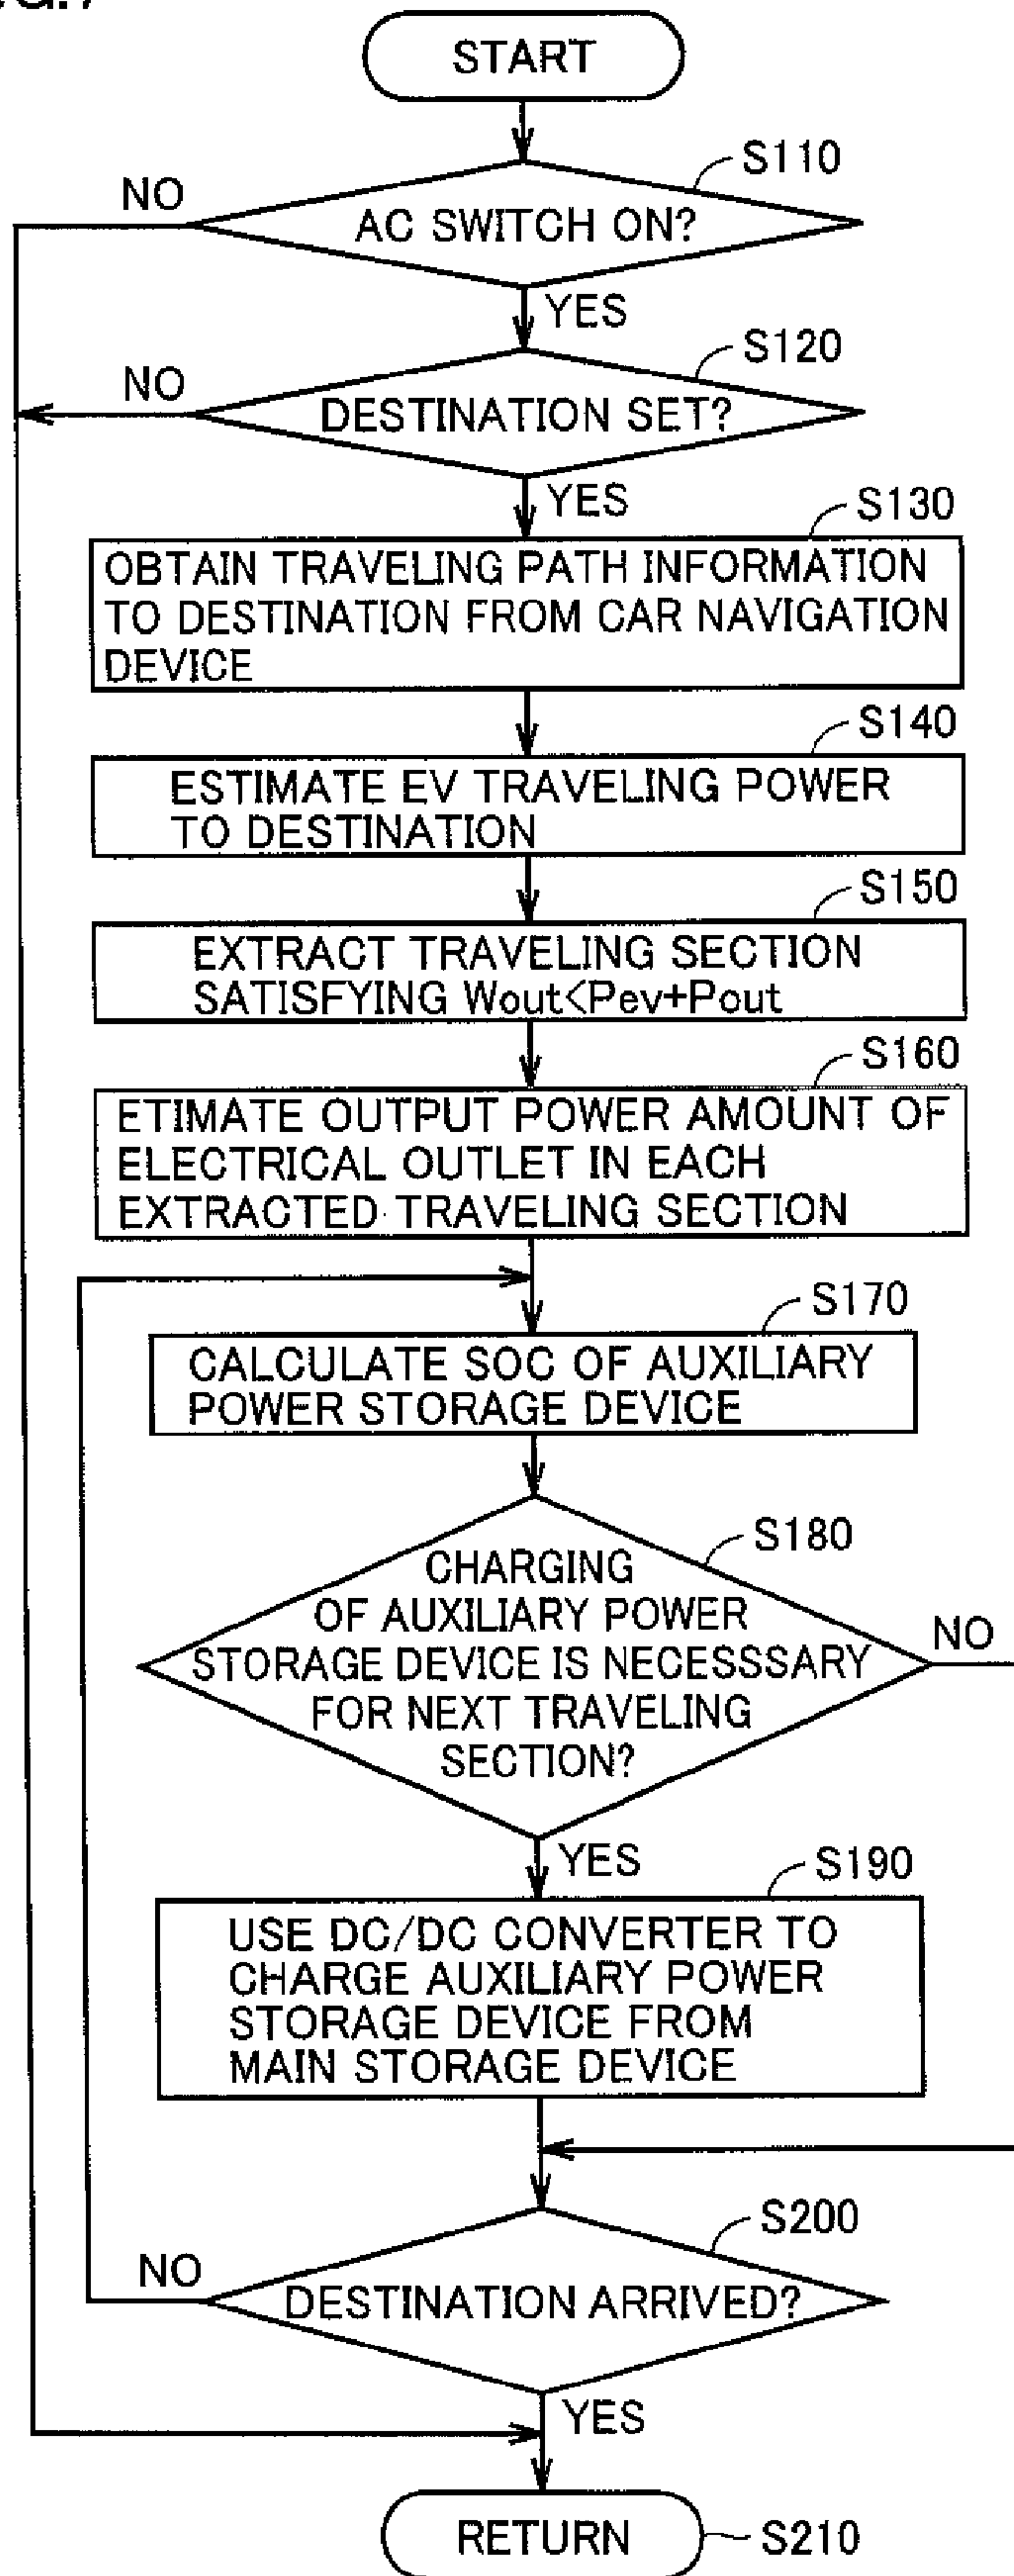 START
S110
NO
AC SWITCH ON?
YES
S120
NO
DESTINATION SET?
YES
S130
OBTAIN TRAVELING PATH INFORMATION
TO DESTINATION FROM CAR NAVIGATION
DEVICE
S140
ESTIMATE EV TRAVELING POWER
TO DESTINATION
S150
EXTRACT TRAVELING SECTION
SATISFYING Wout<Pev+Pout
S160
ETIMATE OUTPUT POWER AMOUNT OF
ELECTRICAL OUTLET IN EACH
EXTRACTED TRAVELING SECTION
S170
CALCULATE SOC OF AUXILIARY
POWER STORAGE DEVICE
S180
CHARGING
OF AUXILIARY POWER
STORAGE DEVICE IS NECESSSARY
FOR NEXT TRAVELING
SECTION?
NO
YES
S190
USE DC/DC CONVERTER TO
CHARGE AUXILIARY POWER
STORAGE DEVICE FROM
MAIN STORAGE DEVICE
S200
NO
DESTINATION ARRIVED?
YES
RETURN
S210